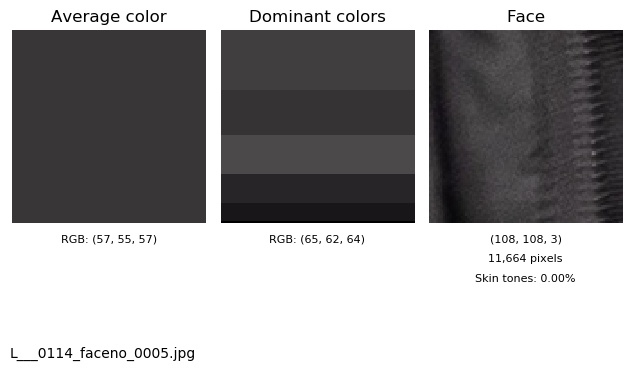 Average color
Dominant colors
Face
RGB: (57, 55, 57)
RGB: (65, 62, 64)
(108, 108, 3)
11,664 pixels
Skin tones: 0.00%
L___0114_faceno_0005.jpg